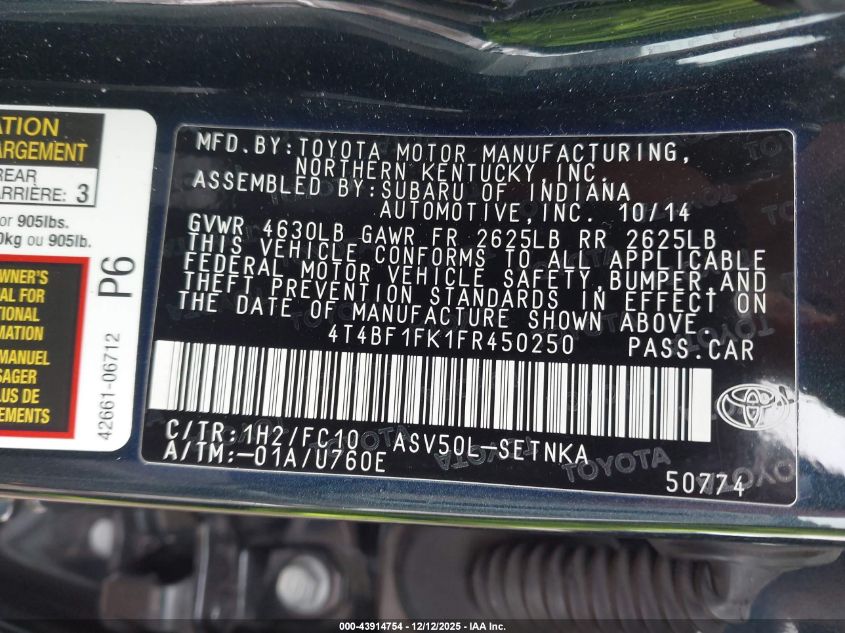 ATION
ARGEMENT
REAR
ARRIÈRE: 3
or 905lbs.
0kg ou 905lb.
OWNER'S
AL FOR
TIONAL
MATION
MANUEL
SAGER
PLUS DE
EMENTS
42661-06712
P6
MFD.BY:TOYOTA MOTOR MANUFACTURING,
NORTHERN KENTUCKY,INC.
ASSEMBLED BY:SUBARU OF INDIANA
AUTOMOTIVE,INC. 10/14
GVWR 4630LB GAWR FR 2625LB RR 2625LB
THIS VEHICLE CONFORMS TO ALL APPLICABLE
FEDERAL MOTOR VEHICLE SAFETY,BUMPER,AND
THEFT PREVENTION STANDARDS IN EFFECT ON
THE DATE OF MANUFACTURE SHOWN ABOVE.
4T4BF1FK1FR450250 PASS.CAR
C/TR:1H2/FC10 ASV50L-SETNKA
A/TM:-01A/U760E
TOYOTA
50774
000-43914754 - 12/12/2025 - IAA Inc.